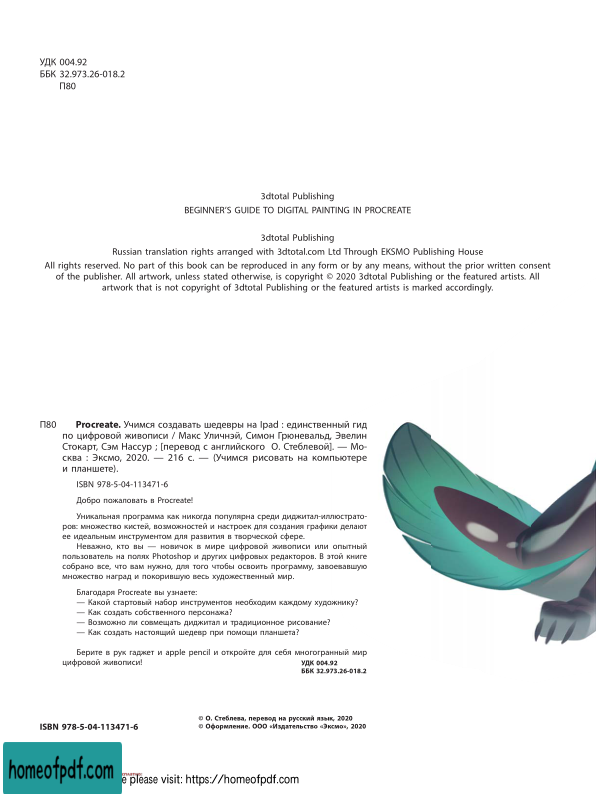 УДК 004.92
ББК 32.973.26-018.2
П80
3dtotal Publishing
BEGINNER'S GUIDE TO DIGITAL PAINTING IN PROCREATE
3dtotal Publishing
Russian translation rights arranged with 3dtotal.com Ltd Through EKSMO Publishing House
All rights reserved. No part of this book can be reproduced in any form or by any means, without the prior written consent
of the publisher. All artwork, unless stated otherwise, is copyright © 2020 3dtotal Publishing or the featured artists. All
artwork that is not copyright of 3dtotal Publishing or the featured artists is marked accordingly.
П80 Procreate. Учимся создавать шедевры на Ipad : единственный гид
по цифровой живописи / Макс Уличнэй, Симон Грюневальд, Эвелин
Стокарт, Сэм Нассур ; [перевод с английского О. Стеблевой]. — Мо-
сква : Эксмо, 2020. — 216 с. — (Учимся рисовать на компьютере
и планшете).
ISBN 978-5-04-113471-6
Добро пожаловать в Procreate!
Уникальная программа как никогда популярна среди диджитал-иллюстрато-
ров: множество кистей, возможностей и настроек для создания графики делают
ее идеальным инструментом для развития в творческой сфере.
Неважно, кто вы — новичок в мире цифровой живописи или опытный
пользователь на полях Photoshop и других цифровых редакторов. В этой книге
собрано все, что вам нужно, для того чтобы освоить программу, завоевавшую
множество наград и покорившую весь художественный мир.
Благодаря Procreate вы узнаете:
— Какой стартовый набор инструментов необходим каждому художнику?
— Как создать собственного персонажа?
— Возможно ли совмещать диджитал и традиционное рисование?
— Как создать настоящий шедевр при помощи планшета?
Берите в рук гаджет и apple pencil и откройте для себя многогранный мир
цифровой живописи!
УДК 004.92
ББК 32.973.26-018.2
© О. Стеблева, перевод на русский язык, 2020
ISBN 978-5-04-113471-6 © Оформление. ООО «Издательство «Эксмо», 2020
homeofpdf.com
please visit: https://homeofpdf.com